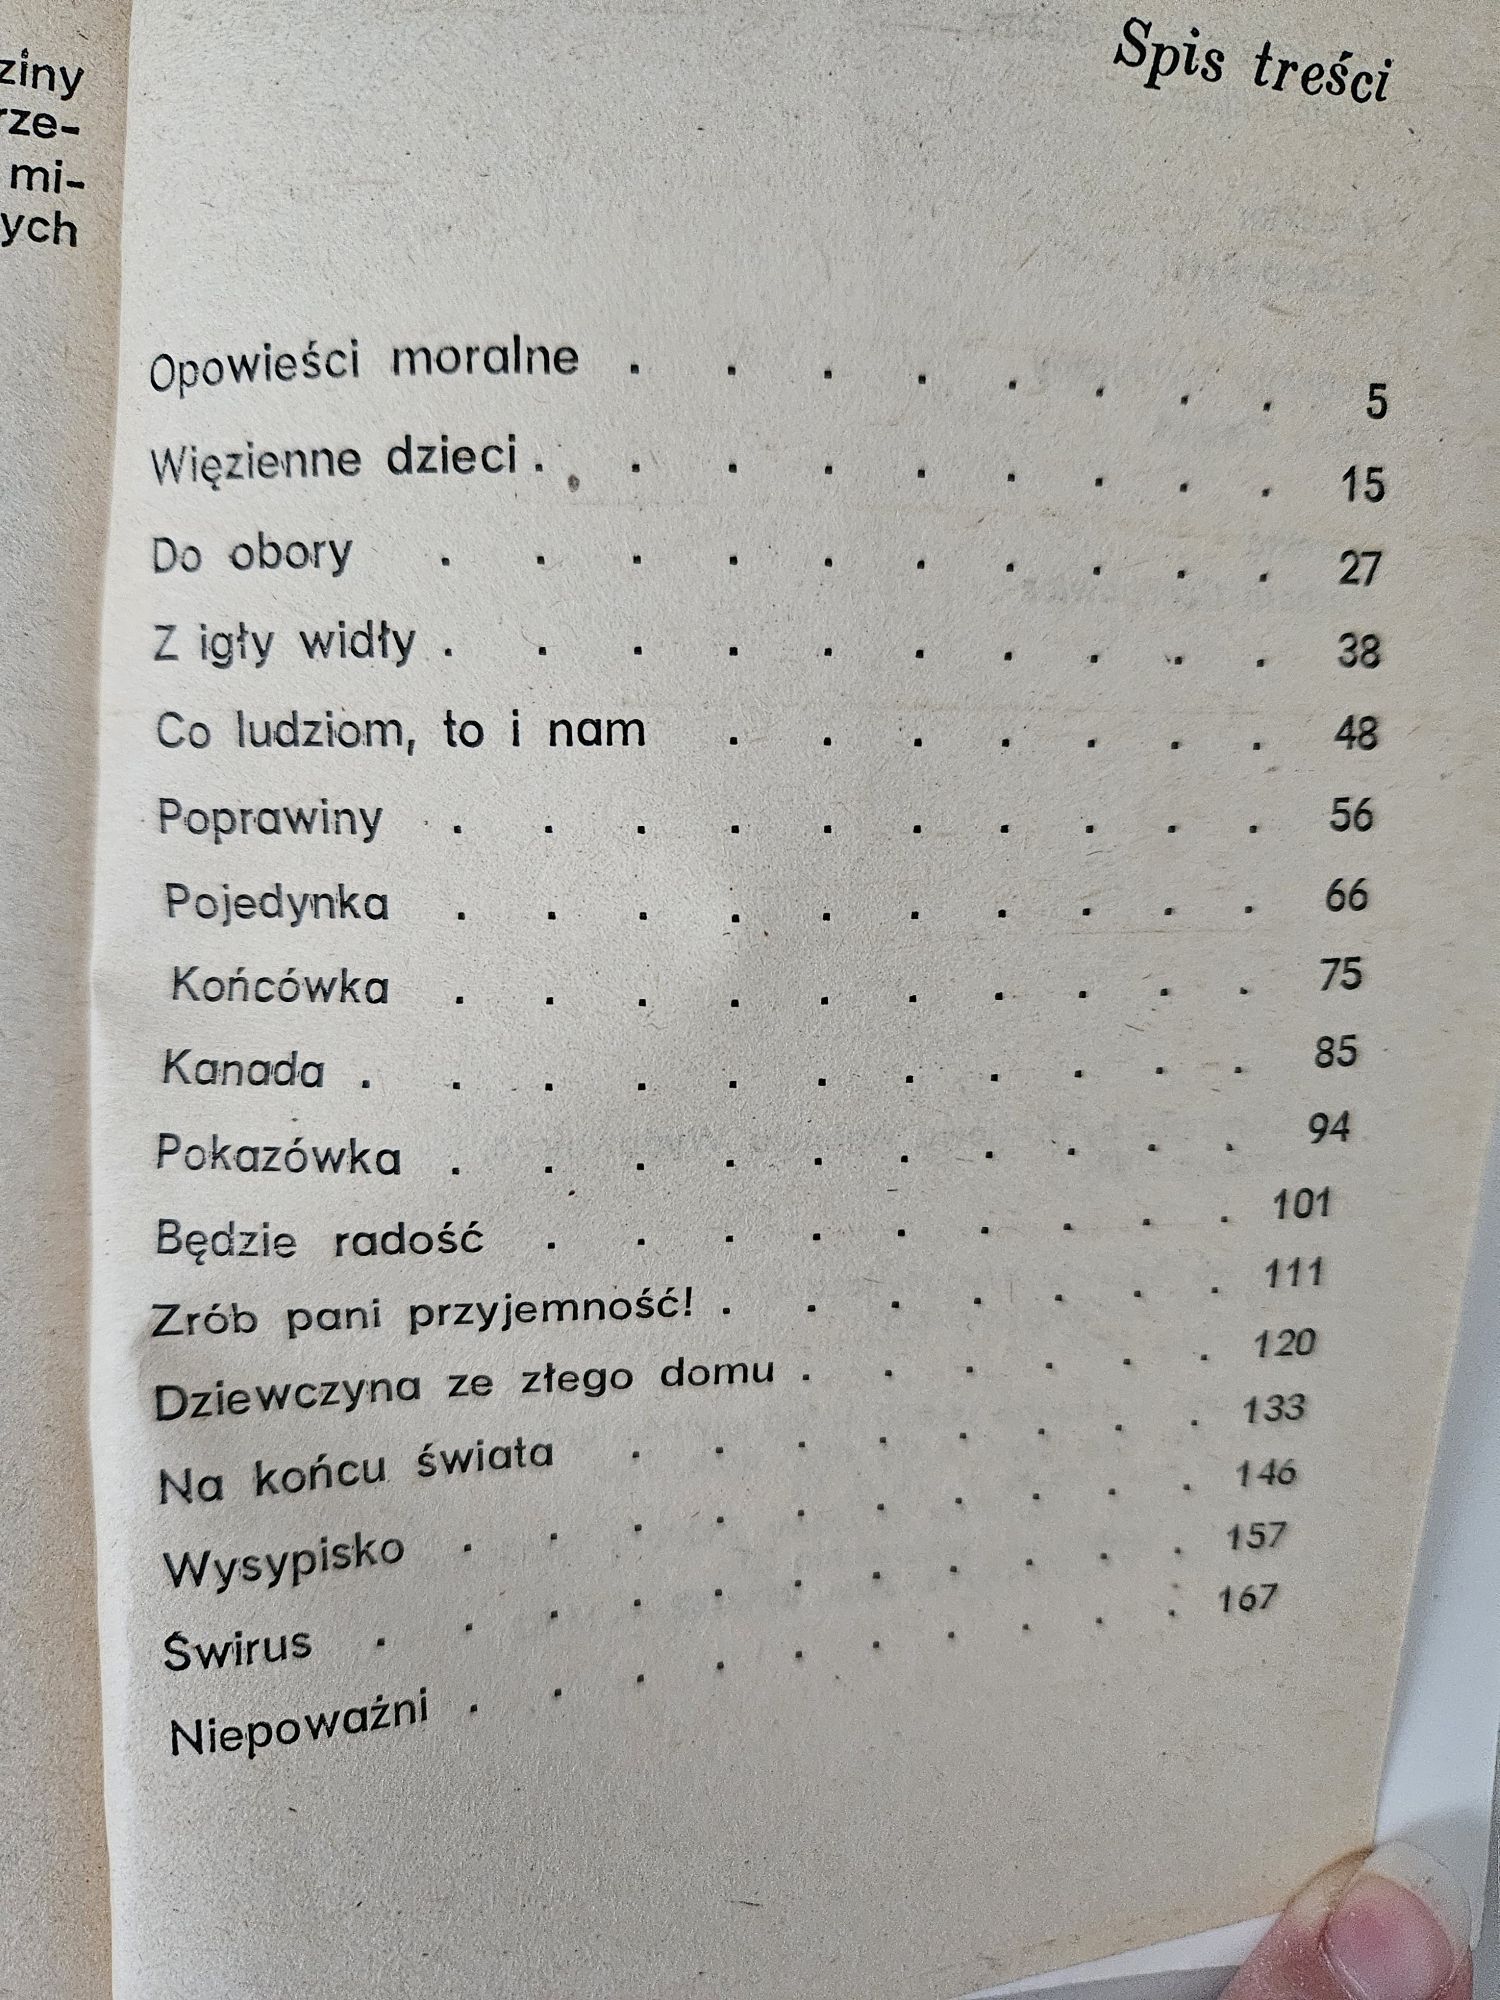 ziny
rze-
mi-
ych
Spis treści
Opowieści moralne . . . . . . . . 5
Więzienne dzieci . . . . . . . . . 15
Do obory . . . . . . . . . . 27
Z igły widły . . . . . . . . . . 38
Co ludziom, to i nam . . . . . . . 48
Poprawiny . . . . . . . . . . 56
Pojedynka . . . . . . . . . . 66
Końcówka . . . . . . . . . . 75
Kanada . . . . . . . . . . . 85
Pokazówka . . . . . . . . . . 94
Będzie radość . . . . . . . . . 101
Zrób pani przyjemność! . . . . . . . 111
Dziewczyna ze złego domu . . . . . . 120
Na końcu świata . . . . . . . . 133
Wysypisko . . . . . . . . . . 146
Świrus . . . . . . . . . . . 157
Niepoważni . . . . . . . . . . 167